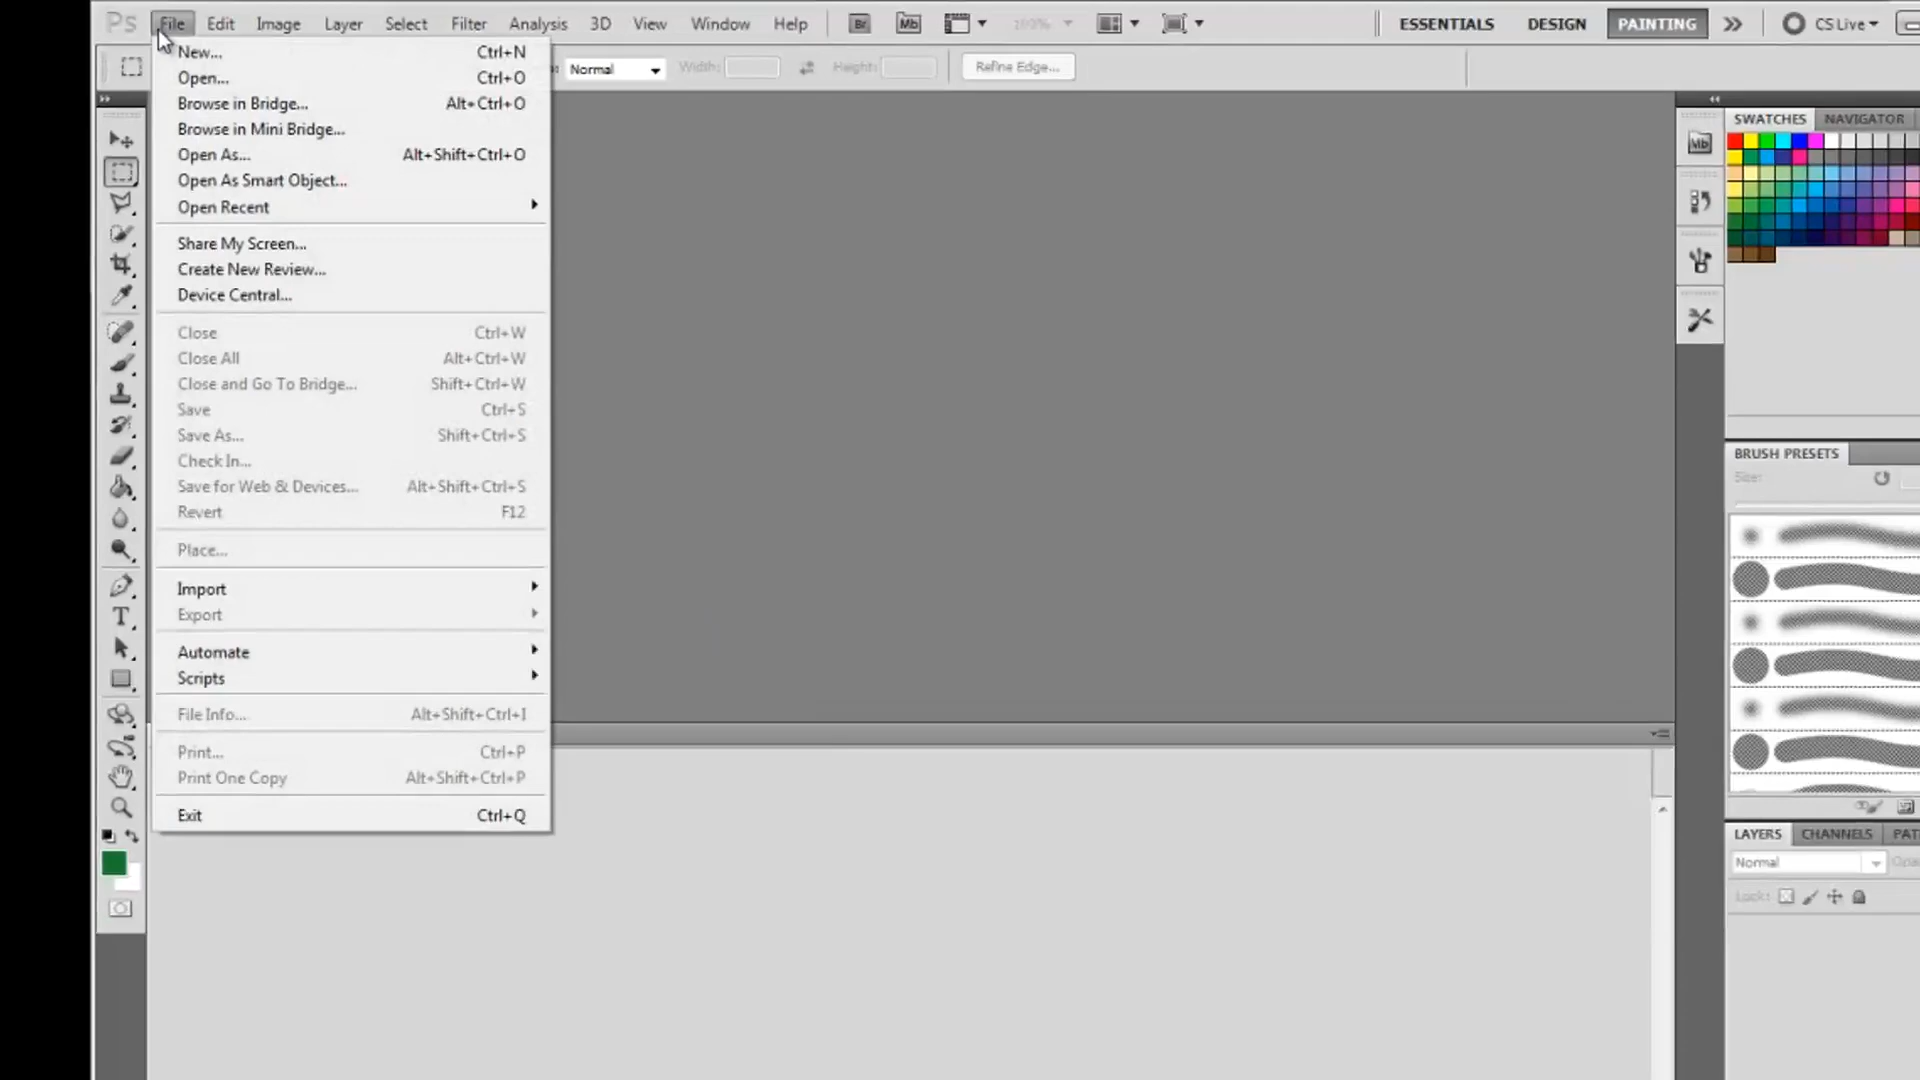 Ps File Edit Image Layer Select Filter Analysis 3D View Window Help Br Mb ESSENTIALS DESIGN PAINTING CS Live
Normal Width: Height: Refine Edge...
New... Ctrl+N
Open... Ctrl+O
Browse in Bridge... Alt+Ctrl+O
Browse in Mini Bridge...
Open As... Alt+Shift+Ctrl+O
Open As Smart Object...
Open Recent
Share My Screen...
Create New Review...
Device Central...
Close Ctrl+W
Close All Alt+Ctrl+W
Close and Go To Bridge... Shift+Ctrl+W
Save Ctrl+S
Save As... Shift+Ctrl+S
Check In...
Save for Web & Devices... Alt+Shift+Ctrl+S
Revert F12
Place...
Import
Export
Automate
Scripts
File Info... Alt+Shift+Ctrl+I
Print... Ctrl+P
Print One Copy Alt+Shift+Ctrl+P
Exit Ctrl+Q
SWATCHES NAVIGATOR
Mb
BRUSH PRESETS
Size:
LAYERS CHANNELS
Normal
Lock: